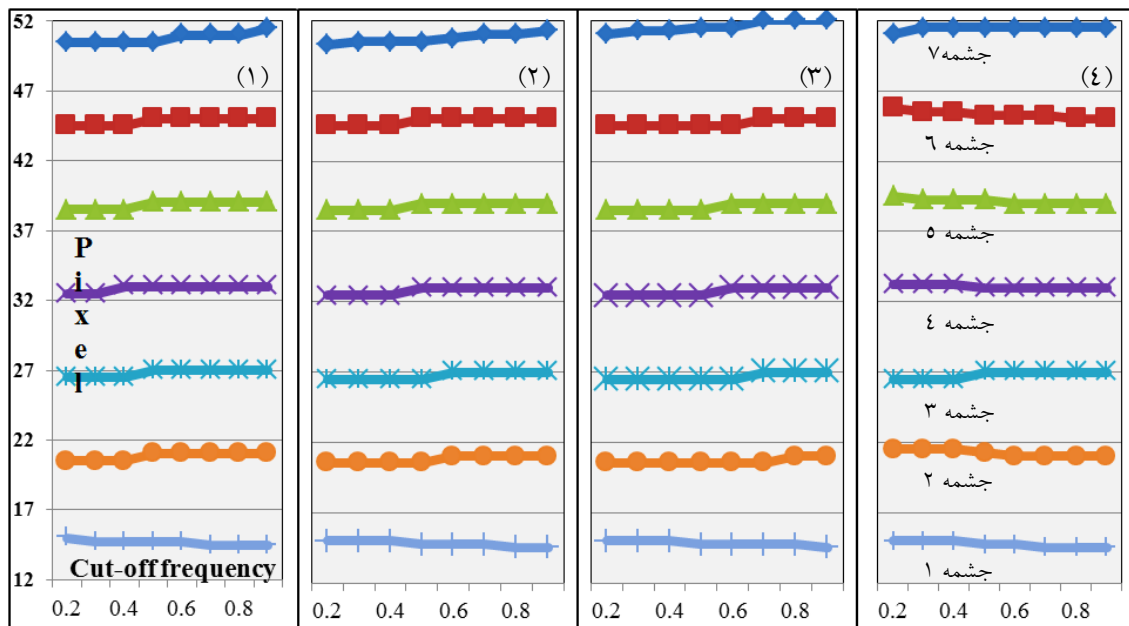 52
47
42
37
32
27
22
17
12
Pixel
Cut-off frequency
(١)
0.2 0.4 0.6 0.8
(٢)
0.2 0.4 0.6 0.8
(٣)
0.2 0.4 0.6 0.8
(٤)
جشمه ٧
جشمه ٦
جشمه ٥
جشمه ٤
جشمه ٣
جشمه ٢
جشمه ١
0.2 0.4 0.6 0.8